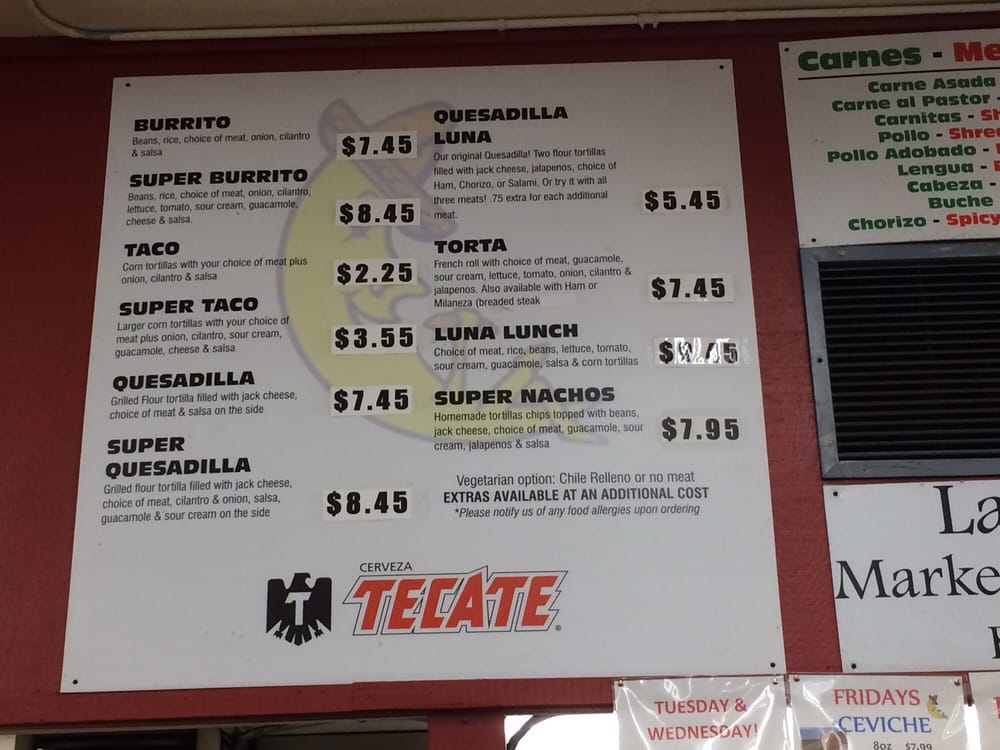 BURRITO
Beans, rice, choice of meat, onion, cilantro
& salsa
$7.45
SUPER BURRITO
Beans, rice, choice of meat, onion, cilantro,
lettuce, tomato, sour cream, guacamole,
cheese & salsa.
$8.45
TACO
Corn tortillas with your choice of meat plus
onion, cilantro & salsa
$2.25
SUPER TACO
Larger corn tortillas with your choice of
meat plus onion, cilantro, sour cream,
guacamole, cheese & salsa
$3.55
QUESADILLA
Grilled Flour tortilla filled with jack cheese,
choice of meat & salsa on the side
$7.45
SUPER
QUESADILLA
Grilled flour tortilla filled with jack cheese,
choice of meat, cilantro & onion, salsa,
guacamole & sour cream on the side
$8.45
QUESADILLA
LUNA
Our original Quesadilla! Two flour tortillas
filled with jack cheese, jalapenos, choice of
Ham, Chorizo, or Salami. Or try it with all
three meats! .75 extra for each additional
meat.
$5.45
TORTA
French roll with choice of meat, guacamole,
sour cream, lettuce, tomato, onion, cilantro &
jalapenos. Also available with Ham or
Milaneza (breaded steak
$7.45
LUNA LUNCH
Choice of meat, rice, beans, lettuce, tomato,
sour cream, guacamole, salsa & corn tortillas
SUPER NACHOS
Homemade tortillas chips topped with beans,
jack cheese, choice of meat, guacamole, sour
cream, jalapenos & salsa
$7.95
Vegetarian option: Chile Relleno or no meat
EXTRAS AVAILABLE AT AN ADDITIONAL COST
*Please notify us of any food allergies upon ordering
CERVEZA
T TECATE
Carnes - Me
Carne Asada
Carne al Pastor -
Carnitas - Sh
Pollo - Shre
Pollo Adobado -
Lengua -
Cabeza -
Buche
Chorizo - Spicy
La
Marke
TUESDAY &
WEDNESDAY!
FRIDAYS
CEVICHE
8oz $7.99